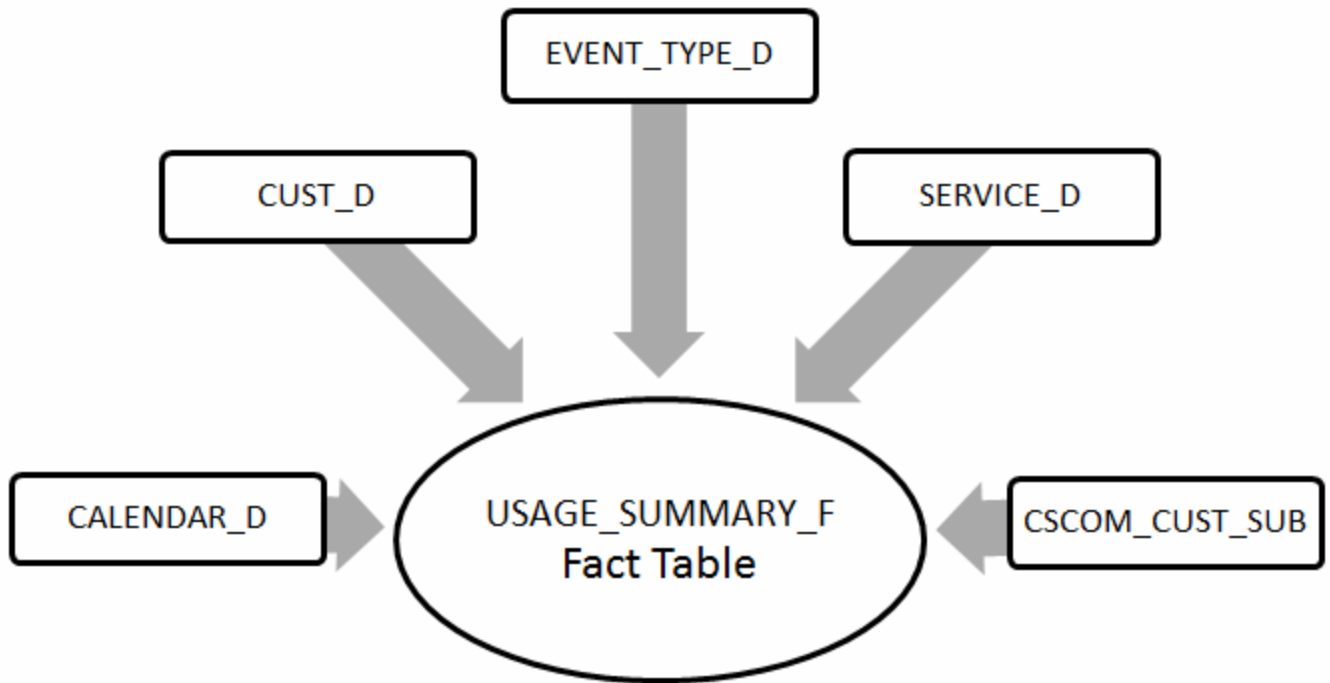 EVENT_TYPE_D
CUST_D
SERVICE_D
CALENDAR_D
USAGE_SUMMARY_F
Fact Table
CSCOM_CUST_SUB